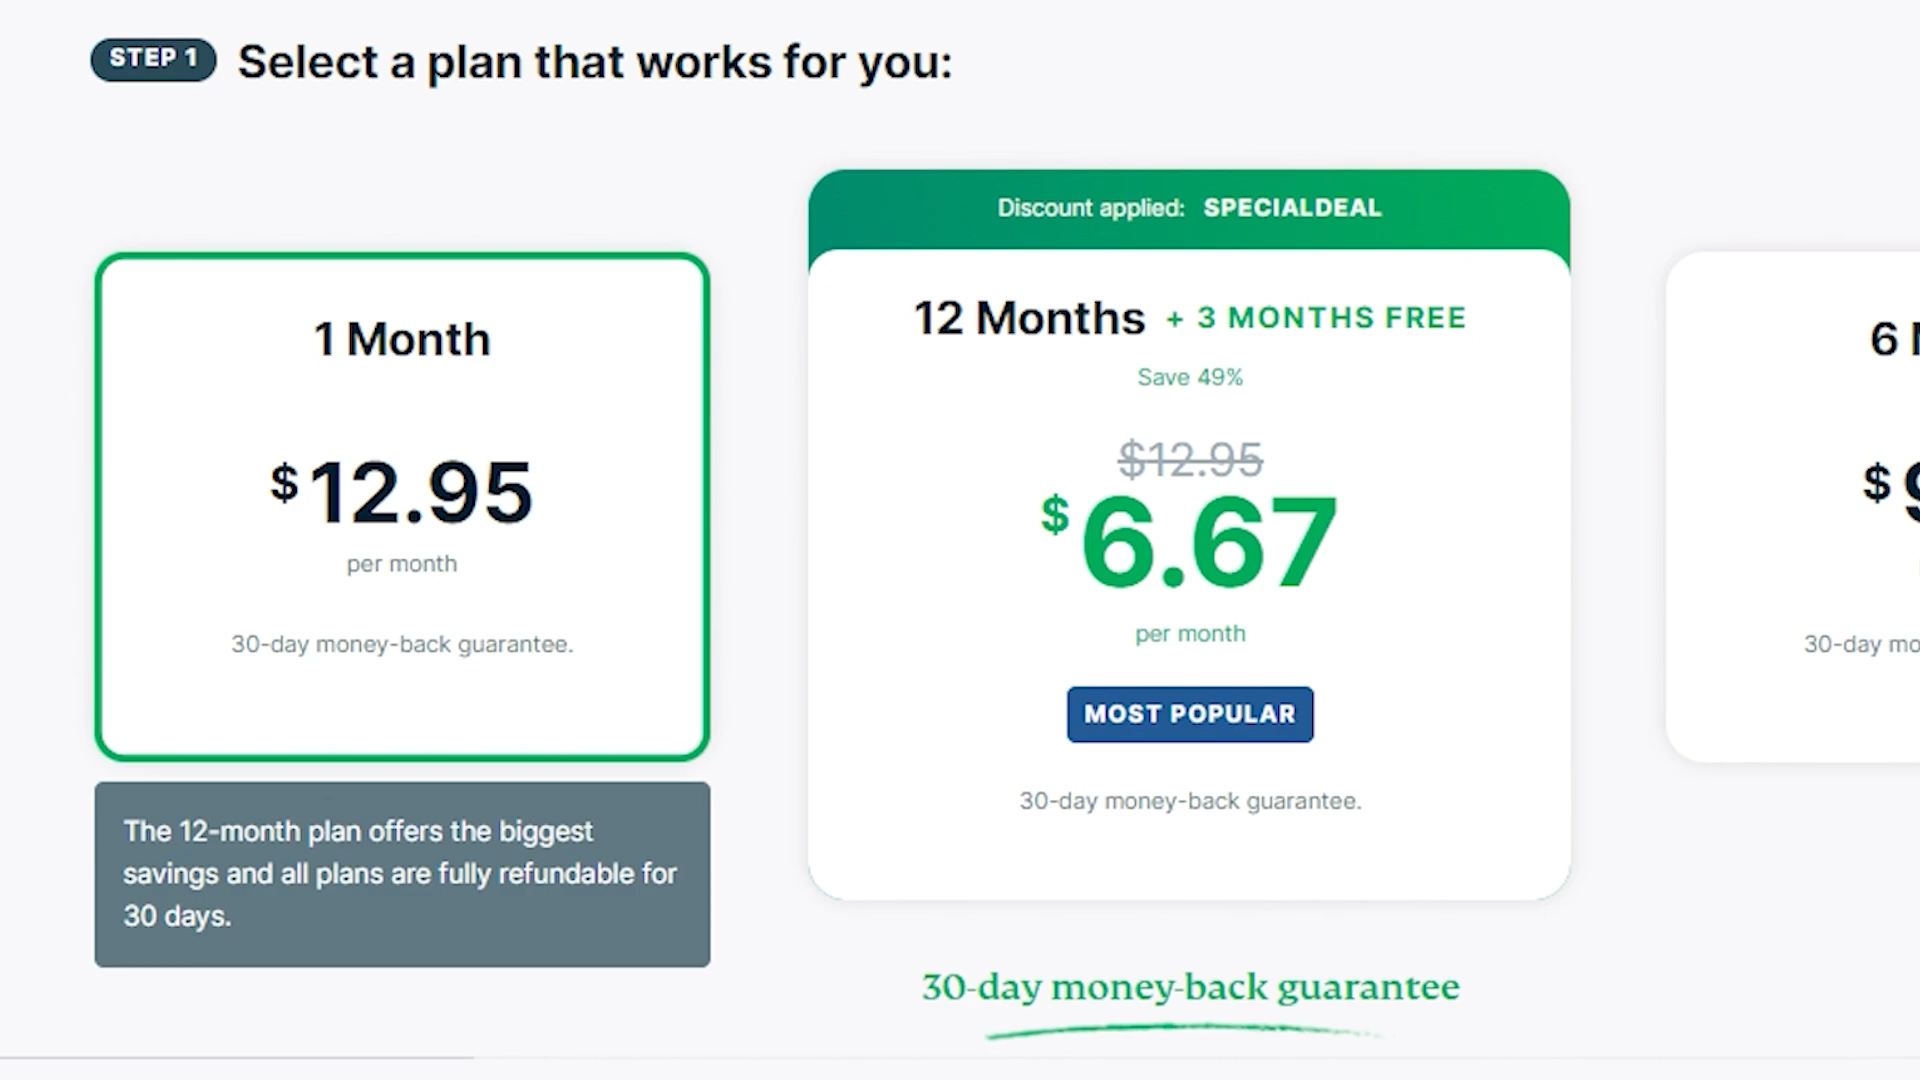 STEP 1 Select a plan that works for you:
1 Month
$12.95
per month
30-day money-back guarantee.
The 12-month plan offers the biggest
savings and all plans are fully refundable for
30 days.
Discount applied: SPECIALDEAL
12 Months + 3 MONTHS FREE
Save 49%
$12.95
$6.67
per month
MOST POPULAR
30-day money-back guarantee.
30-day money-back guarantee
6
$
30-day